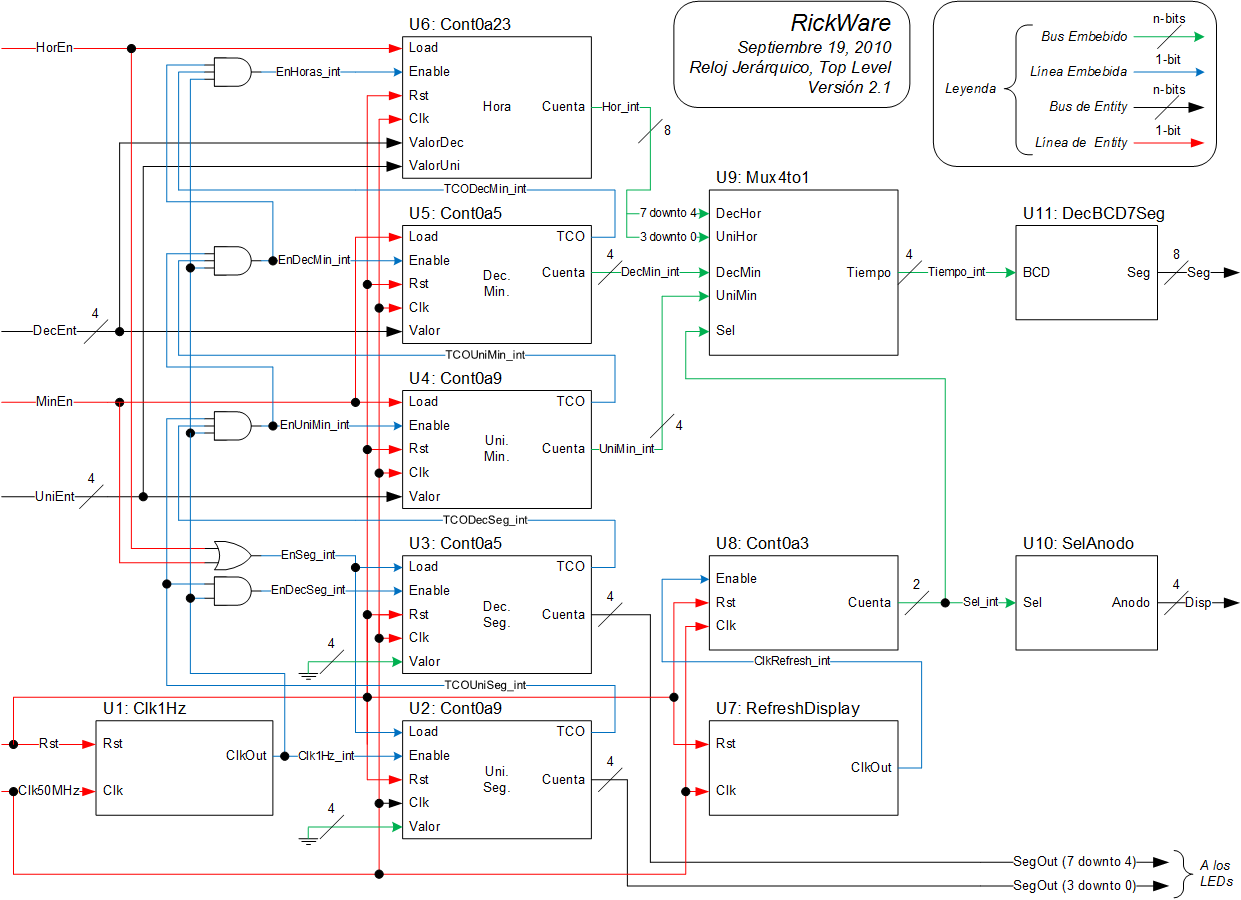 RickWare
Septiembre 19, 2010
Reloj Jerárquico, Top Level
Versión 2.1
Leyenda
n-bits
Bus Embebido
1-bit
Línea Embebida
n-bits
Bus de Entity
1-bit
Línea de Entity
HorEn
EnHoras_int
U6: Cont0a23
Load
Enable
Rst
Clk
ValorDec
ValorUni
Hora
Cuenta
Hor_int
8
TCODecMin_int
U5: Cont0a5
Load
Enable
Rst
Clk
Valor
Dec.
Min.
TCO
Cuenta
4
DecMin_int
EnDecMin_int
DecEnt
4
7 downto 4
3 downto 0
U9: Mux4to1
DecHor
UniHor
DecMin
UniMin
Sel
Tiempo
4
Tiempo_int
U11: DecBCD7Seg
BCD
Seg
8
Seg
TCOUniMin_int
U4: Cont0a9
Load
Enable
Rst
Clk
Valor
Uni.
Min.
TCO
Cuenta
UniMin_int
4
MinEn
EnUniMin_int
UniEnt
4
TCODecSeg_int
U3: Cont0a5
Load
Enable
Rst
Clk
Valor
Dec.
Seg.
TCO
Cuenta
4
EnSeg_int
EnDecSeg_int
4
U8: Cont0a3
Enable
Rst
Clk
Cuenta
2
Sel_int
U10: SelAnodo
Sel
Anodo
4
Disp
ClkRefresh_int
TCOUniSeg_int
U1: Clk1Hz
Rst
Clk
ClkOut
Rst
Clk50MHz
Clk1Hz_int
U2: Cont0a9
Load
Enable
Rst
Clk
Valor
Uni.
Seg.
TCO
Cuenta
4
4
U7: RefreshDisplay
Rst
Clk
ClkOut
SegOut (7 downto 4)
SegOut (3 downto 0)
A los
LEDs